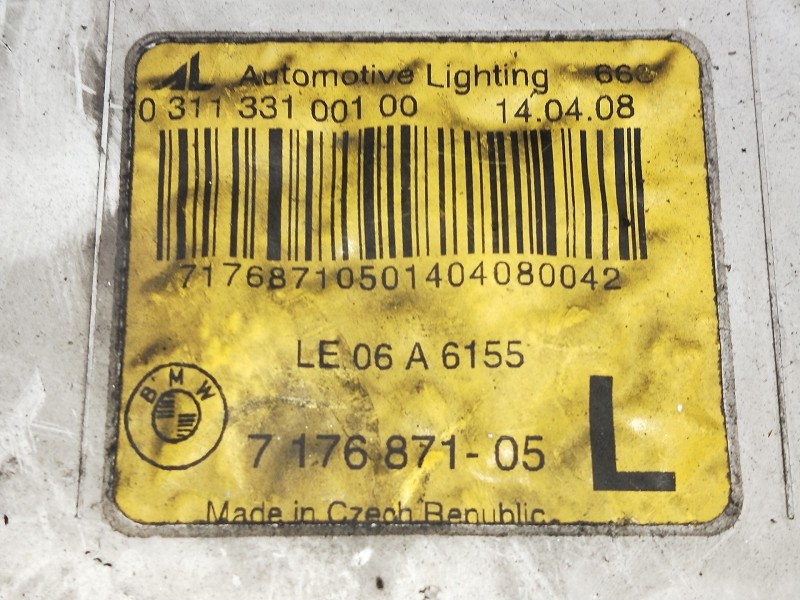 AL Automotive Lighting
0 311 331 001 00 14.04.08
71768710501404080042
LE 06 A 6155
BMW
7 176 871-05
L
Made in Czech Republic